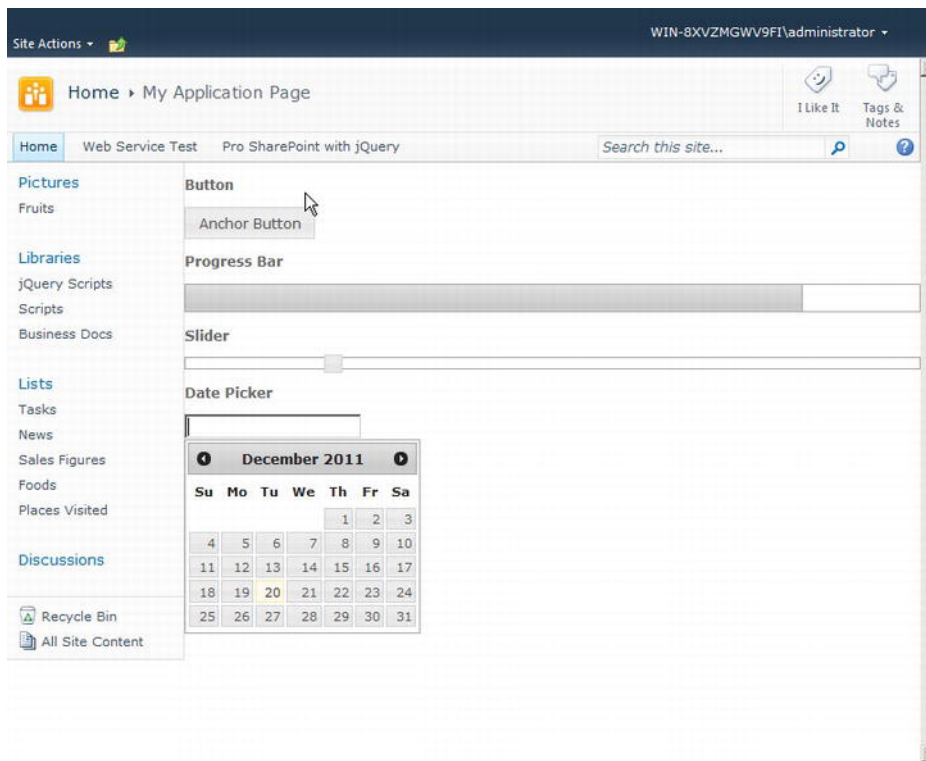 WIN-8XVZMGWV9FI\administrator
Site Actions
Home ▸ My Application Page
I Like It
Tags &
Notes
Home Web Service Test Pro SharePoint with jQuery Search this site...
Pictures
Fruits
Libraries
jQuery Scripts
Scripts
Business Docs
Lists
Tasks
News
Sales Figures
Foods
Places Visited
Discussions
Recycle Bin
All Site Content
Button
Anchor Button
Progress Bar
Slider
Date Picker
December 2011
Su Mo Tu We Th Fr Sa
1 2 3
4 5 6 7 8 9 10
11 12 13 14 15 16 17
18 19 20 21 22 23 24
25 26 27 28 29 30 31